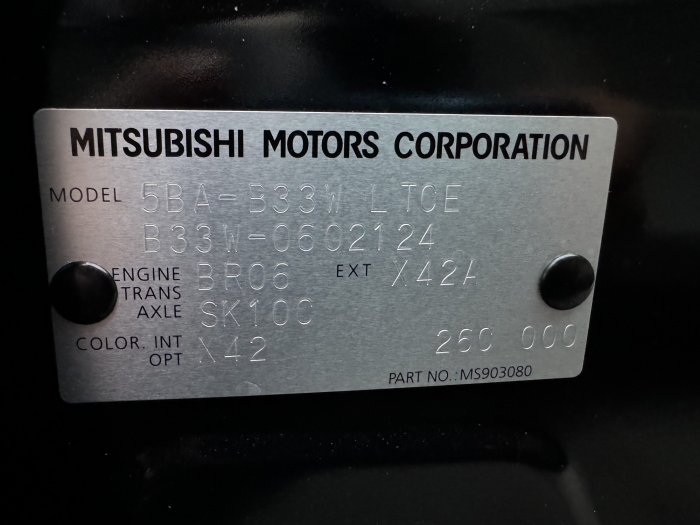 MITSUBISHI MOTORS CORPORATION
MODEL 5BA-B33W LTCE
B33W-0602124
ENGINE BR06 EXT X42A
TRANS
AXLE SK10C
COLOR. INT X42 26C 000
OPT
PART NO.:MS903080